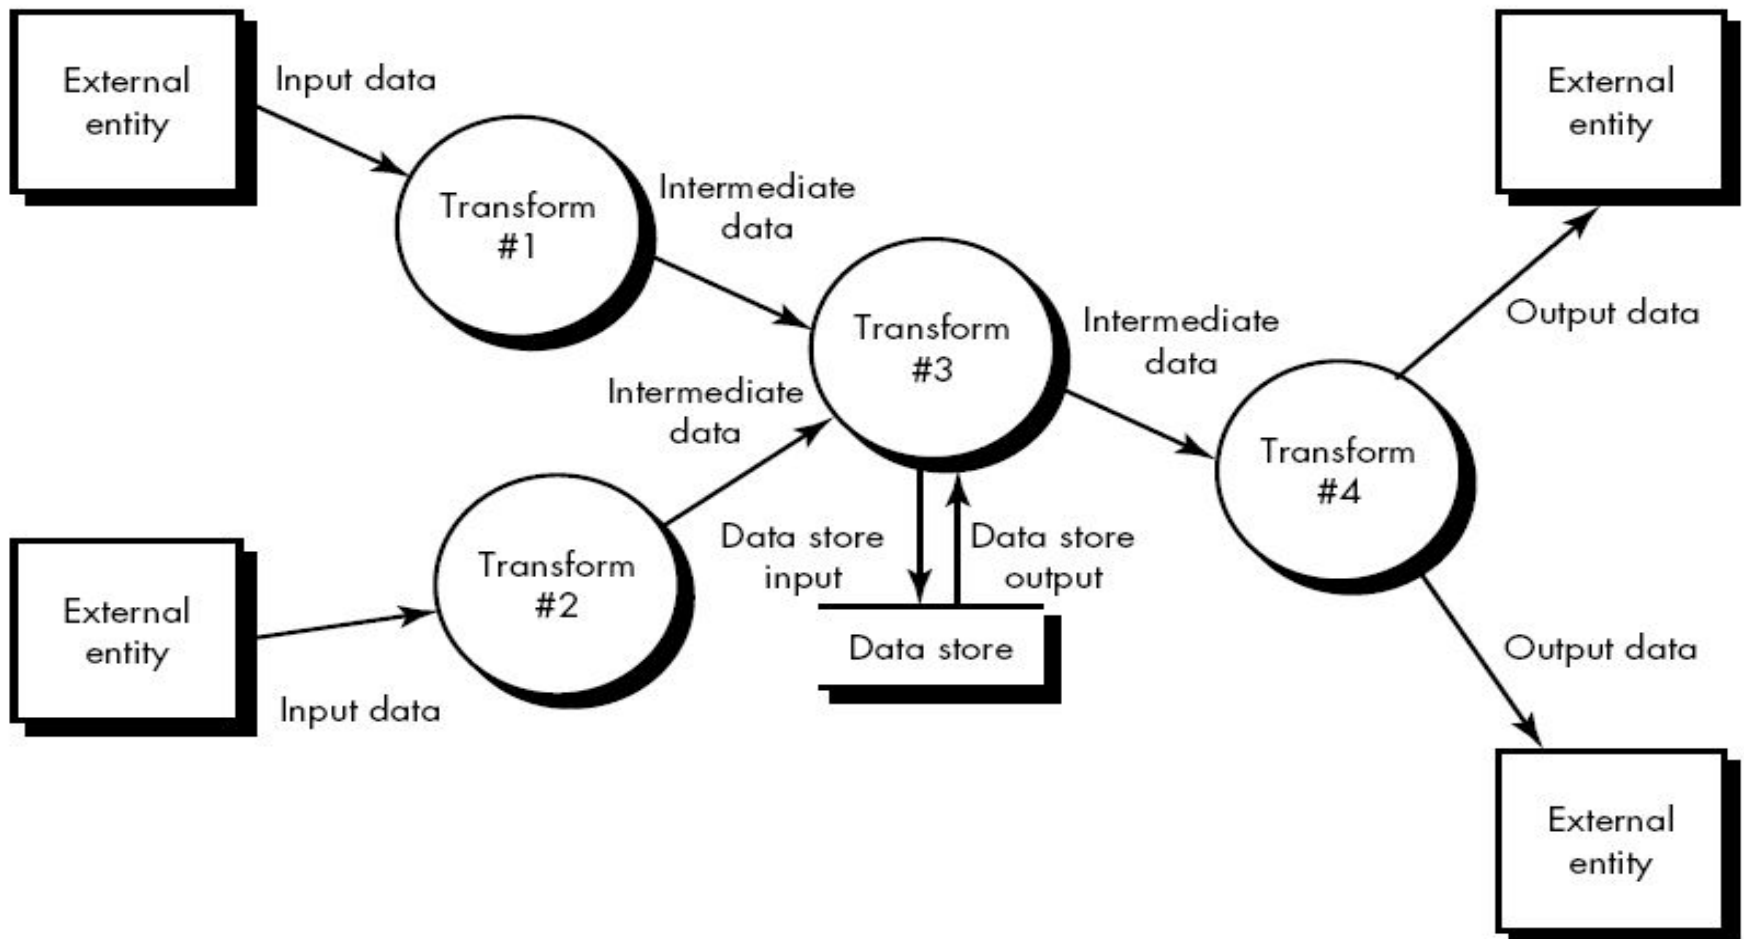 External
entity
Input data
Transform
#1
Intermediate
data
External
entity
Input data
Transform
#2
Intermediate
data
Transform
#3
Data store
input
Data store
output
Data store
Intermediate
data
Transform
#4
Output data
External
entity
Output data
External
entity